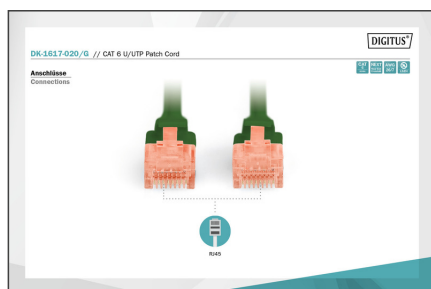 DIGITUS®
DK-1617-020/G // CAT 6 U/UTP Patch Cord
Anschlüsse
Connections
RJ45